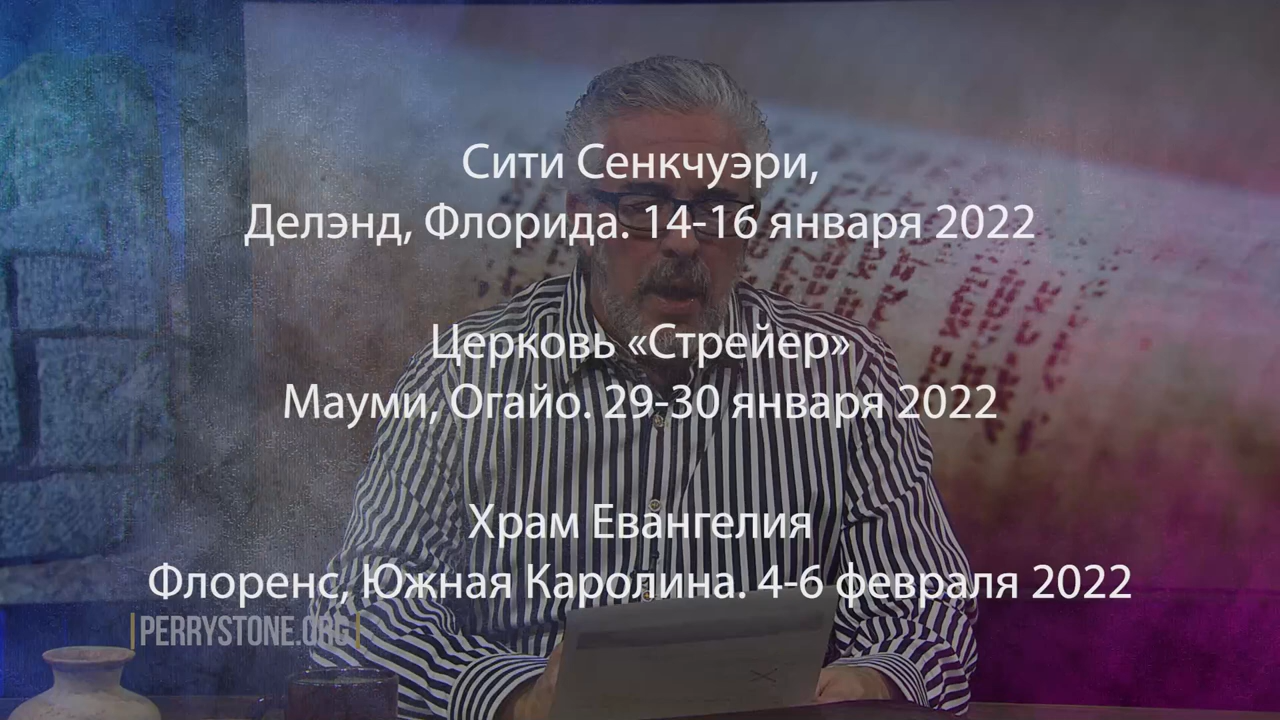 Сити Сенкчуэри,
Делэнд, Флорида. 14-16 января 2022
Церковь «Стрейер»
Мауми, Огайо. 29-30 января 2022
Храм Евангелия
Флоренс, Южная Каролина. 4-6 февраля 2022
PERRYSTONE.ORG